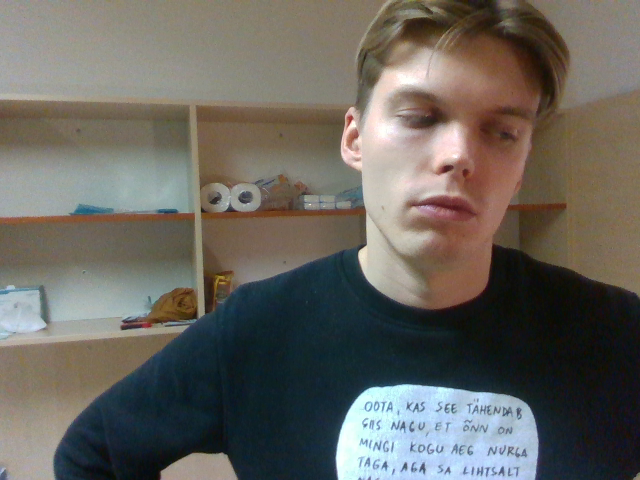 OOTA, KAS SEE TÄHENDAB
SIIS NAGU, ET ÕNN ON
MINGI KOGU AEG NURGA
TAGA, AGA SA LIHTSALT